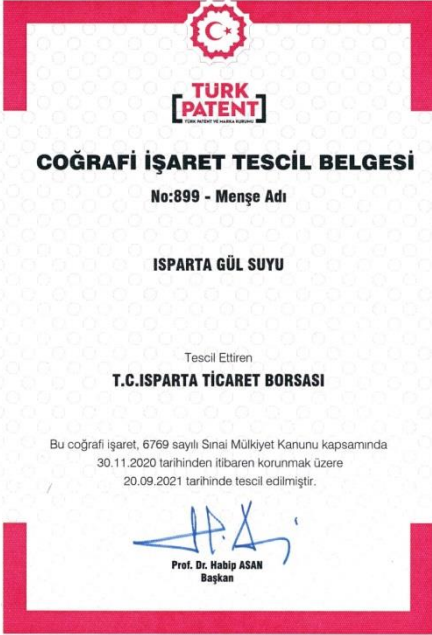 TÜRK
PATENT
TÜRK PATENT VE MARKA KURUMU
COĞRAFİ İŞARET TESCİL BELGESİ
No:899 - Menşe Adı
ISPARTA GÜL SUYU
Tescil Ettiren
T.C.ISPARTA TİCARET BORSASI
Bu coğrafi işaret, 6769 sayılı Sınai Mülkiyet Kanunu kapsamında
30.11.2020 tarihinden itibaren korunmak üzere
20.09.2021 tarihinde tescil edilmiştir.
Prof. Dr. Habip ASAN
Başkan